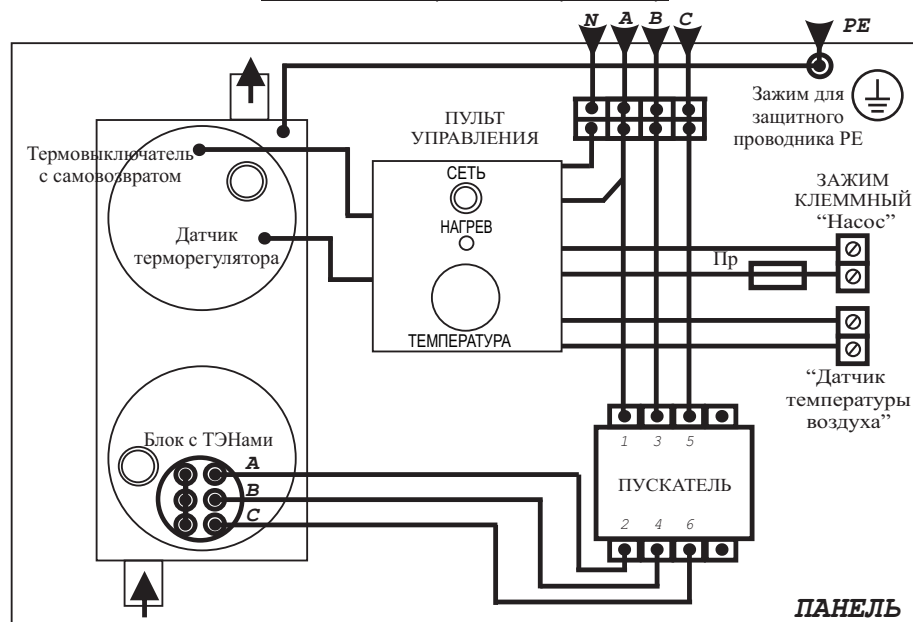 N A B C PE
Зажим для
защитного
проводника PE
ПУЛЬТ
УПРАВЛЕНИЯ
Термовыключатель
с самовозвратом
СЕТЬ
НАГРЕВ
ТЕМПЕРАТУРА
Датчик
терморегулятора
ЗАЖИМ
КЛЕММНЫЙ
“Насос”
Пр
“Датчик
температуры
воздуха”
Блок с ТЭНами
A
B
C
1 3 5
ПУСКАТЕЛЬ
2 4 6
ПАНЕЛЬ